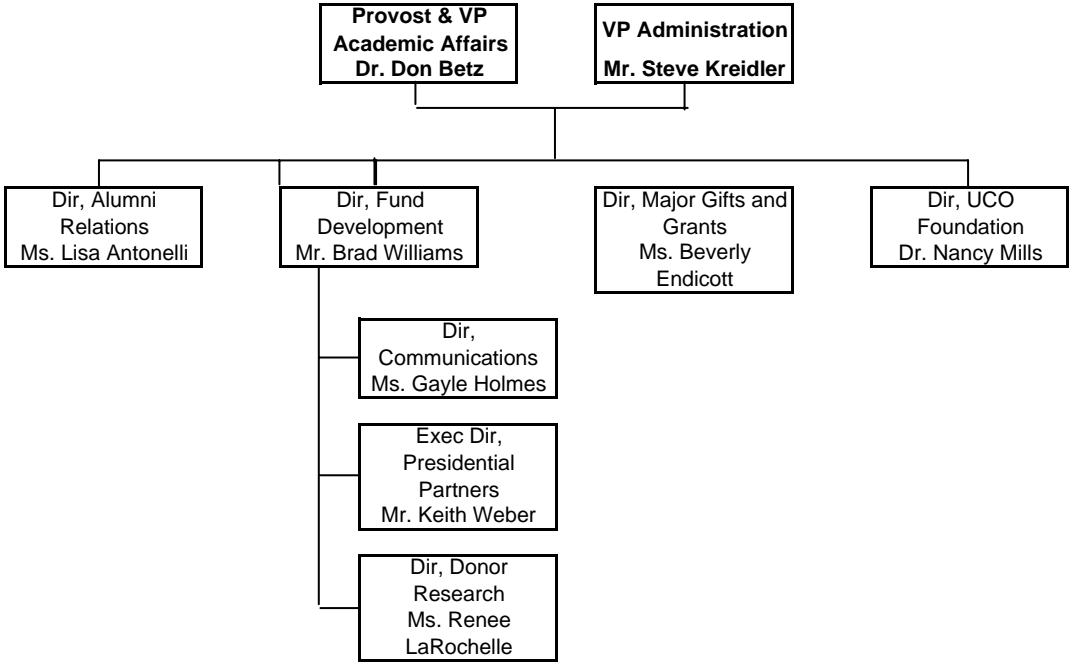 Provost & VP
Academic Affairs
Dr. Don Betz
VP Administration
Mr. Steve Kreidler
Dir, Alumni
Relations
Ms. Lisa Antonelli
Dir, Fund
Development
Mr. Brad Williams
Dir, Major Gifts and
Grants
Ms. Beverly
Endicott
Dir, UCO
Foundation
Dr. Nancy Mills
Dir,
Communications
Ms. Gayle Holmes
Exec Dir,
Presidential
Partners
Mr. Keith Weber
Dir, Donor
Research
Ms. Renee
LaRochelle